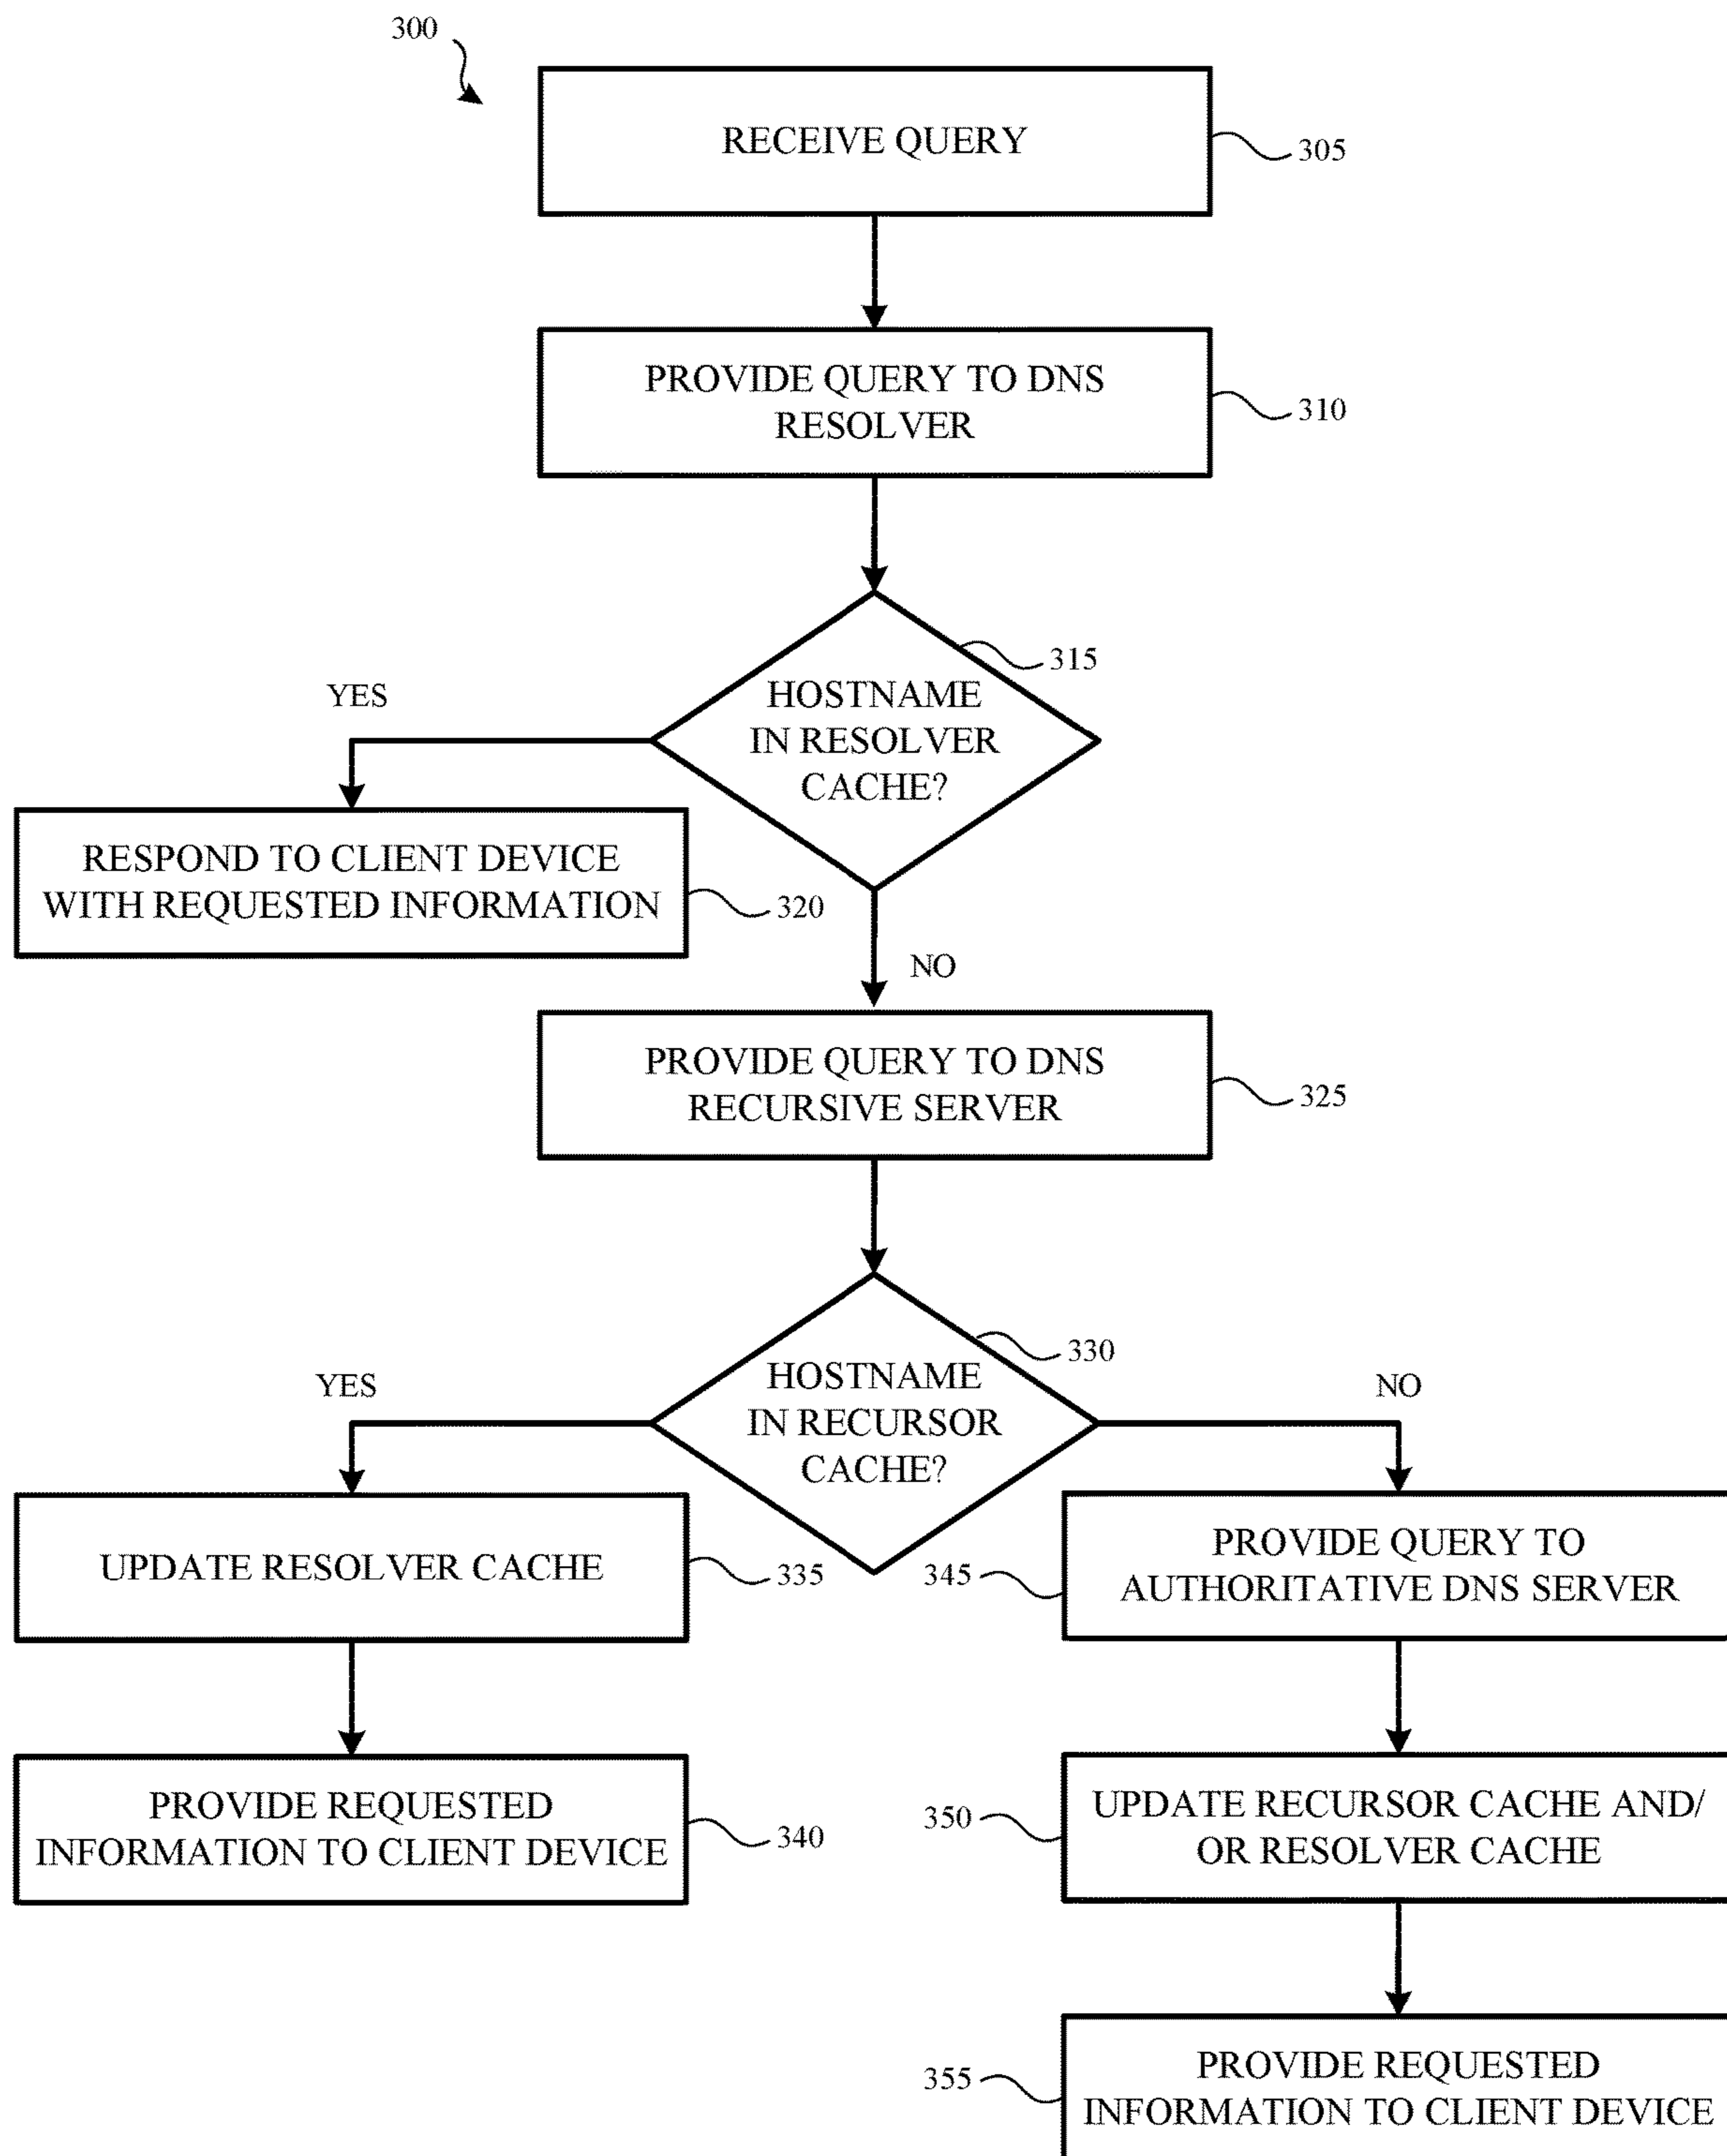 300
RECEIVE QUERY
305
PROVIDE QUERY TO DNS
RESOLVER
310
315
HOSTNAME
IN RESOLVER
CACHE?
YES
RESPOND TO CLIENT DEVICE
WITH REQUESTED INFORMATION
320
NO
PROVIDE QUERY TO DNS
RECURSIVE SERVER
325
330
HOSTNAME
IN RECURSOR
CACHE?
YES
NO
UPDATE RESOLVER CACHE
335
345
PROVIDE QUERY TO
AUTHORITATIVE DNS SERVER
PROVIDE REQUESTED
INFORMATION TO CLIENT DEVICE
340
350
UPDATE RECURSOR CACHE AND/
OR RESOLVER CACHE
355
PROVIDE REQUESTED
INFORMATION TO CLIENT DEVICE